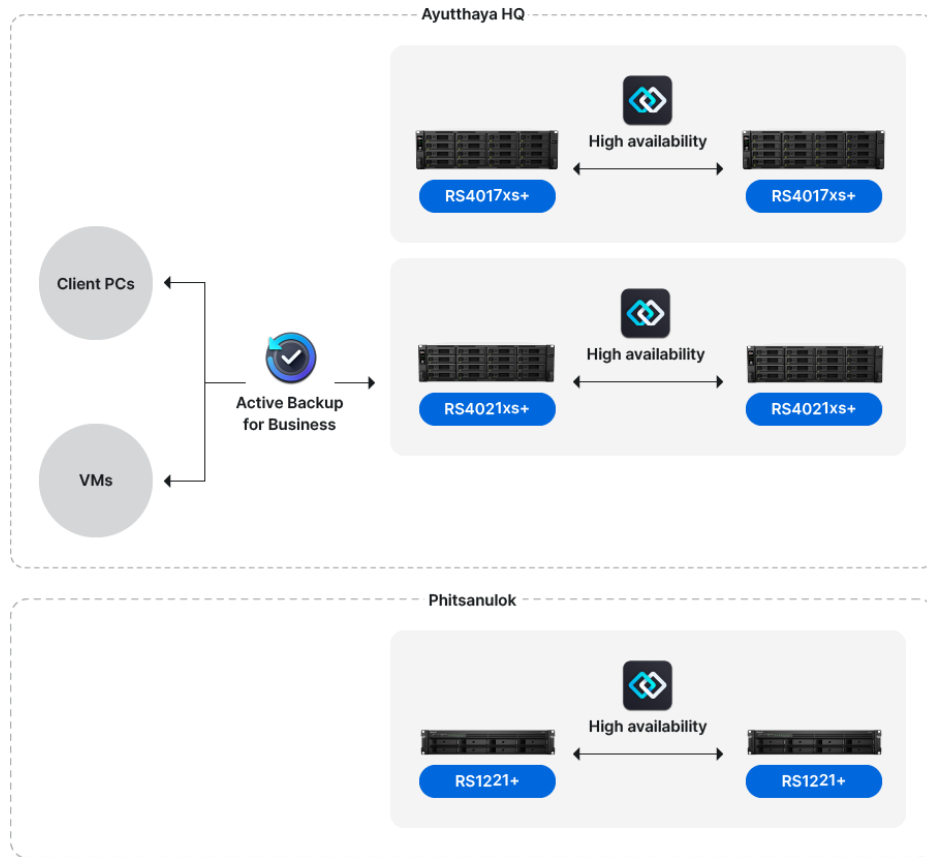 Ayutthaya HQ
High availability
RS4017xs+
RS4017xs+
Client PCs
High availability
Active Backup
for Business
RS4021xs+
RS4021xs+
VMs
Phitsanulok
High availability
RS1221+
RS1221+